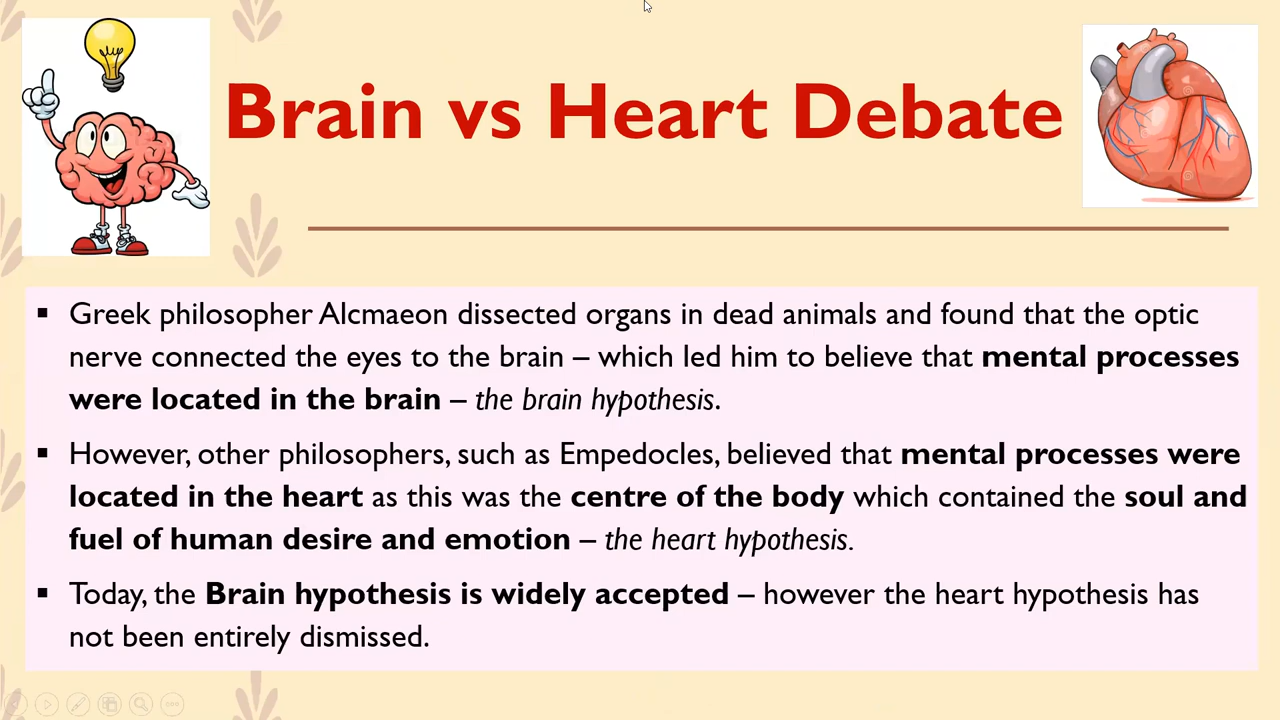 Brain vs Heart Debate
▪ Greek philosopher Alcmaeon dissected organs in dead animals and found that the optic
nerve connected the eyes to the brain – which led him to believe that mental processes
were located in the brain – the brain hypothesis.
▪ However, other philosophers, such as Empedocles, believed that mental processes were
located in the heart as this was the centre of the body which contained the soul and
fuel of human desire and emotion – the heart hypothesis.
▪ Today, the Brain hypothesis is widely accepted – however the heart hypothesis has
not been entirely dismissed.